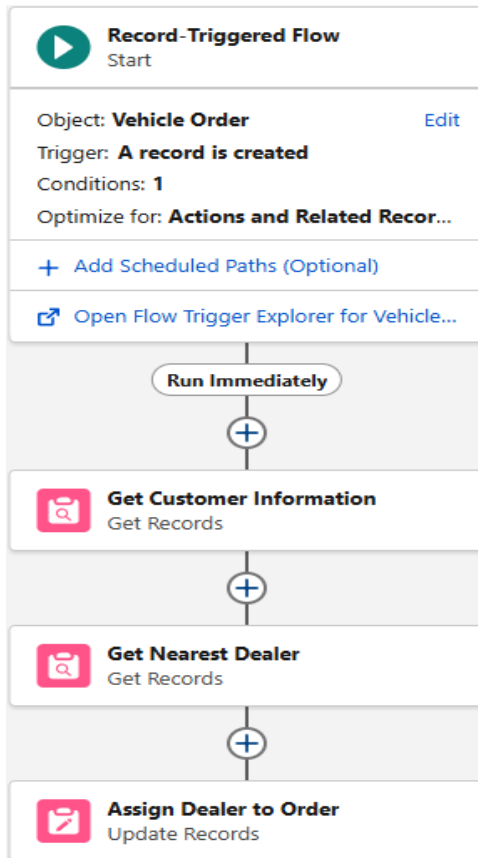 Record-Triggered Flow
Start
Object: Vehicle Order Edit
Trigger: A record is created
Conditions: 1
Optimize for: Actions and Related Recor...
+ Add Scheduled Paths (Optional)
Open Flow Trigger Explorer for Vehicle...
Run Immediately
Get Customer Information
Get Records
Get Nearest Dealer
Get Records
Assign Dealer to Order
Update Records